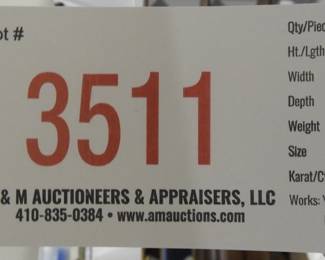 ot #
3511
& M AUCTIONEERS & APPRAISERS, LLC
410-835-0384 • www.amauctions.com
Qty/Piec
Ht./Lgth
Width
Depth
Weight
Size
Karat/C
Works: